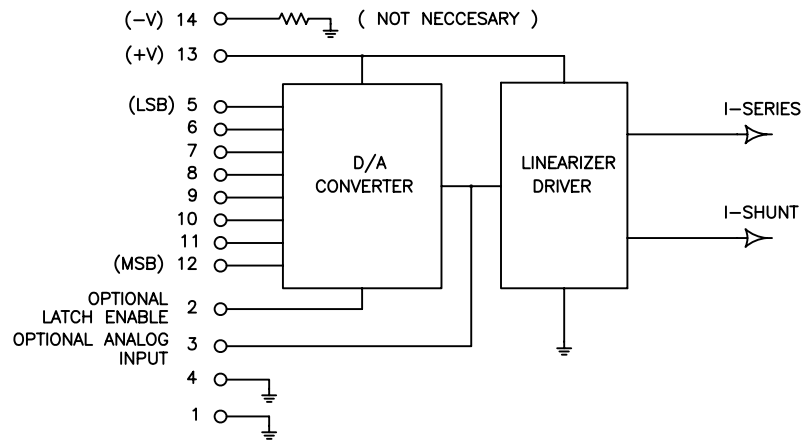 (-V) 14 ( NOT NECCESARY )
(+V) 13
(LSB) 5
6
7
8
9
10
11
(MSB) 12
D/A
CONVERTER
LINEARIZER
DRIVER
I-SERIES
I-SHUNT
OPTIONAL
LATCH ENABLE 2
OPTIONAL ANALOG
INPUT 3
4
1